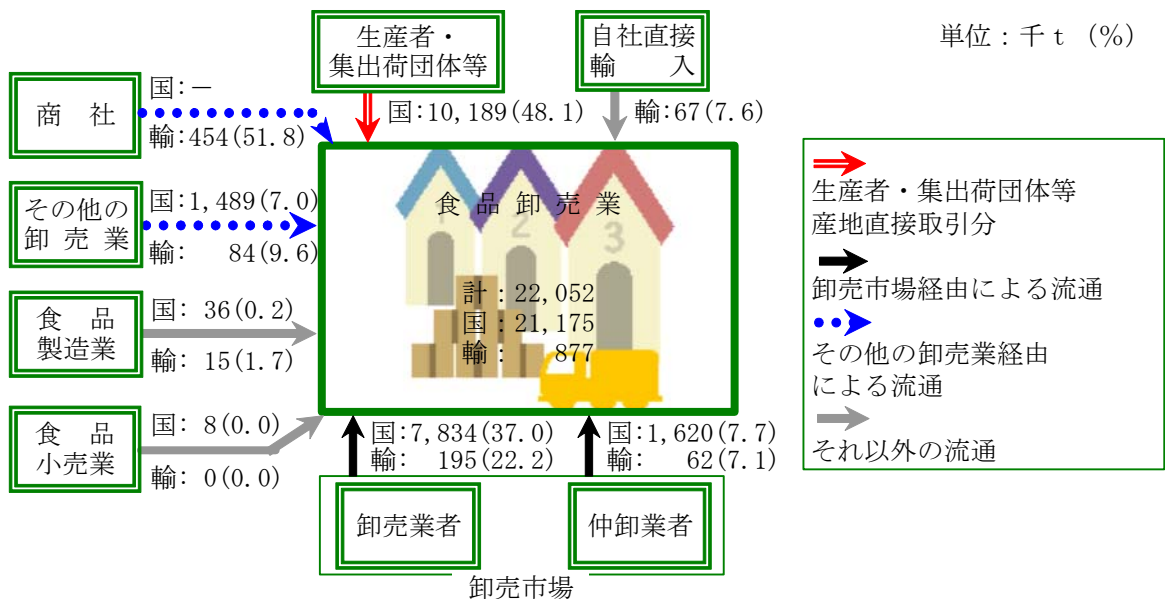 単位：千ｔ （%）
生産者・
集出荷団体等
国:10,189(48.1)
自社直接
輸　　入
輸:67(7.6)
商　社
国:－
輸:454(51.8)
その他の
卸 売 業
国:1,489(7.0)
輸:　84(9.6)
食　品
製造業
国: 36(0.2)
輸: 15(1.7)
食　品
小売業
国: 8(0.0)
輸: 0(0.0)
食 品 卸 売 業
1 2 3
計：22,052
国：21,175
輸：　 877
国:7,834(37.0)
輸:　195(22.2)
国:1,620(7.7)
輸:　 62(7.1)
卸売業者
仲卸業者
卸売市場
生産者・集出荷団体等
産地直接取引分
卸売市場経由による流通
その他の卸売業経由
による流通
それ以外の流通